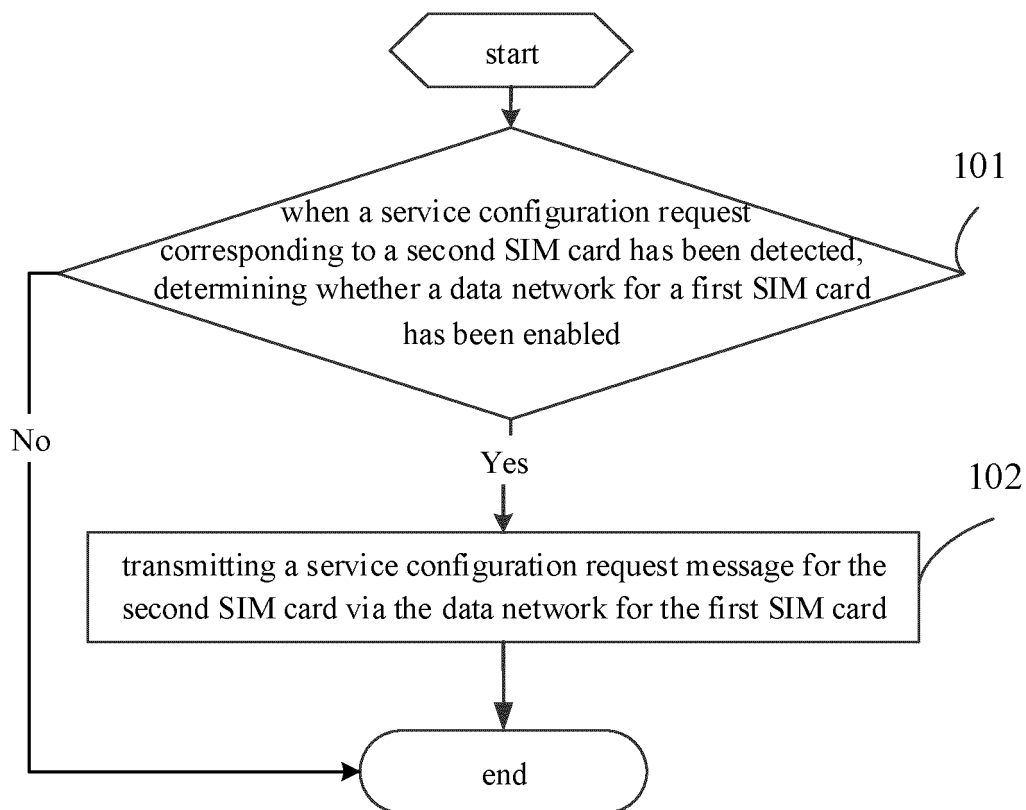 start
101
when a service configuration request
corresponding to a second SIM card has been detected,
determining whether a data network for a first SIM card
has been enabled
No
Yes
102
transmitting a service configuration request message for the
second SIM card via the data network for the first SIM card
end